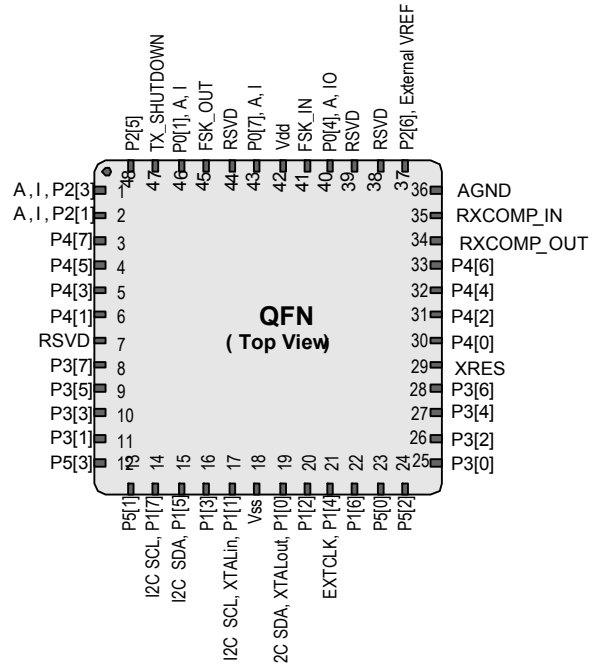 P2[5]
TX_SHUTDOWN
P0[1], A, I
FSK_OUT
RSVD
P0[7], A, I
Vdd
FSK_IN
P0[4], A, IO
RSVD
RSVD
P2[6], External VREF
48
47
46
45
44
43
42
41
40
39
38
37
A, I, P2[3] 1
A, I, P2[1] 2
P4[7] 3
P4[5] 4
P4[3] 5
P4[1] 6
RSVD 7
P3[7] 8
P3[5] 9
P3[3] 10
P3[1] 11
P5[3] 12
QFN
( Top View)
36 AGND
35 RXCOMP_IN
34 RXCOMP_OUT
33 P4[6]
32 P4[4]
31 P4[2]
30 P4[0]
29 XRES
28 P3[6]
27 P3[4]
26 P3[2]
25 P3[0]
13
14
15
16
17
18
19
20
21
22
23
24
P5[1]
I2C SCL, P1[7]
I2C SDA, P1[5]
P1[3]
I2C SCL, XTALin, P1[1]
Vss
2C SDA, XTALout, P1[0]
P1[2]
EXTCLK, P1[4]
P1[6]
P5[0]
P5[2]